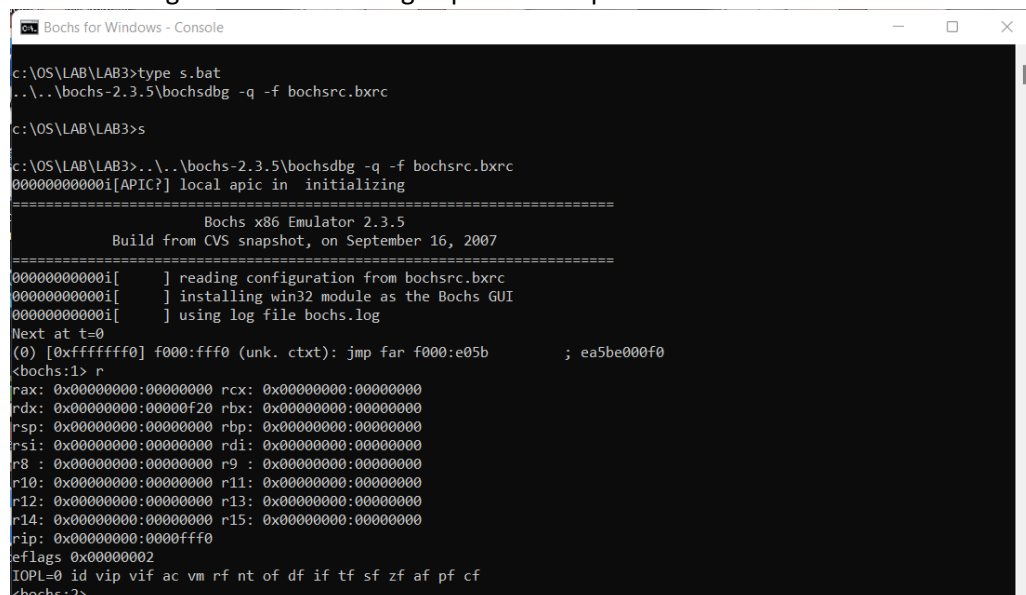 Bochs for Windows - Console
c:\OS\LAB\LAB3>type s.bat
..\..\bochs-2.3.5\bochsdbg -q -f bochsrc.bxrc
c:\OS\LAB\LAB3>s
c:\OS\LAB\LAB3>..\..\bochs-2.3.5\bochsdbg -q -f bochsrc.bxrc
00000000000i[APIC?] local apic in  initializing
========================================================================
Bochs x86 Emulator 2.3.5
Build from CVS snapshot, on September 16, 2007
========================================================================
00000000000i[     ] reading configuration from bochsrc.bxrc
00000000000i[     ] installing win32 module as the Bochs GUI
00000000000i[     ] using log file bochs.log
Next at t=0
(0) [0xfffffff0] f000:fff0 (unk. ctxt): jmp far f000:e05b         ; ea5be000f0
<bochs:1> r
rax: 0x00000000:00000000 rcx: 0x00000000:00000000
rdx: 0x00000000:00000f20 rbx: 0x00000000:00000000
rsp: 0x00000000:00000000 rbp: 0x00000000:00000000
rsi: 0x00000000:00000000 rdi: 0x00000000:00000000
r8 : 0x00000000:00000000 r9 : 0x00000000:00000000
r10: 0x00000000:00000000 r11: 0x00000000:00000000
r12: 0x00000000:00000000 r13: 0x00000000:00000000
r14: 0x00000000:00000000 r15: 0x00000000:00000000
rip: 0x00000000:0000fff0
eflags 0x00000002
IOPL=0 id vip vif ac vm rf nt of df if tf sf zf af pf cf
<bochs:2>